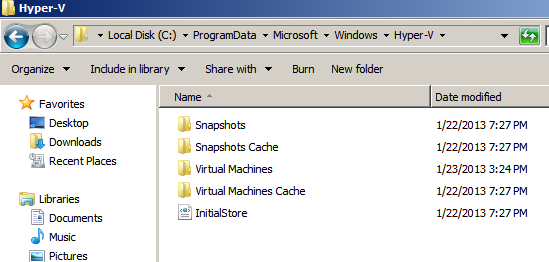 Hyper-V
Local Disk (C:) ▸ ProgramData ▸ Microsoft ▸ Windows ▸ Hyper-V ▸
Organize Include in library Share with Burn New folder
Favorites
Desktop
Downloads
Recent Places
Libraries
Documents
Music
Pictures
Name Date modified
Snapshots 1/22/2013 7:27 PM
Snapshots Cache 1/22/2013 7:27 PM
Virtual Machines 1/23/2013 3:24 PM
Virtual Machines Cache 1/22/2013 7:27 PM
InitialStore 1/22/2013 7:27 PM